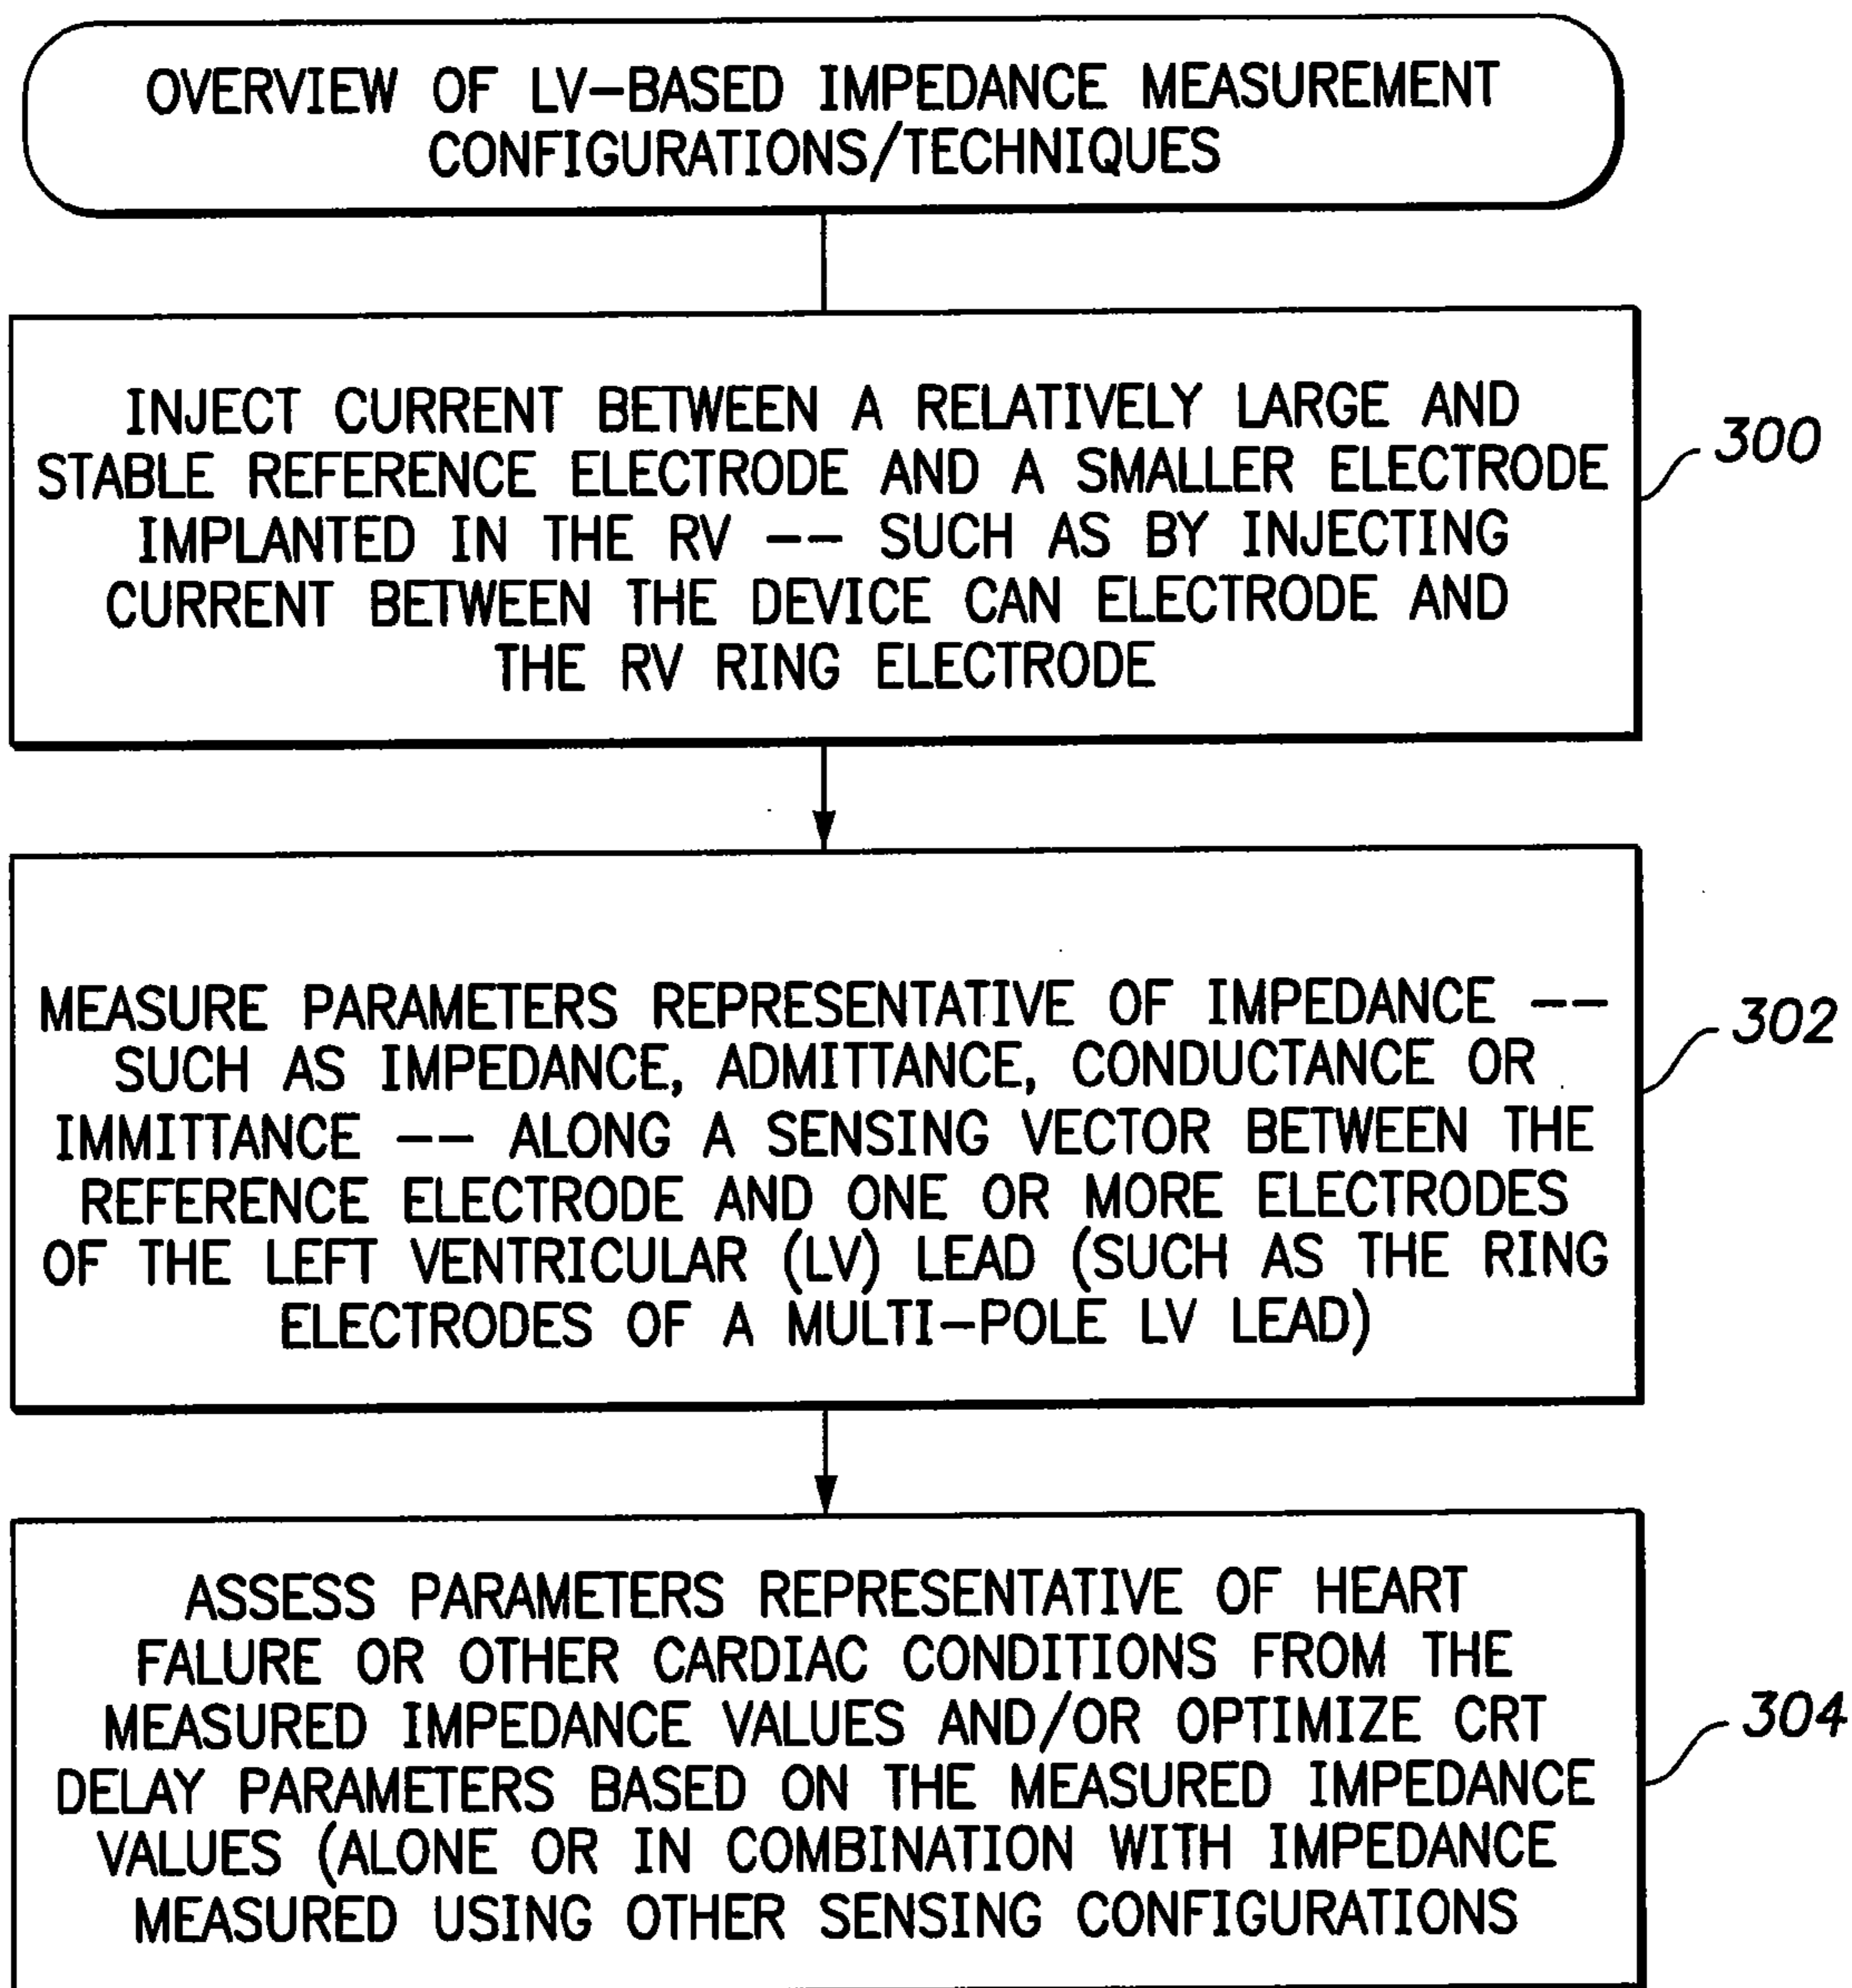 OVERVIEW OF LV-BASED IMPEDANCE MEASUREMENT
CONFIGURATIONS/TECHNIQUES
INJECT CURRENT BETWEEN A RELATIVELY LARGE AND
STABLE REFERENCE ELECTRODE AND A SMALLER ELECTRODE
IMPLANTED IN THE RV -- SUCH AS BY INJECTING
CURRENT BETWEEN THE DEVICE CAN ELECTRODE AND
THE RV RING ELECTRODE
300
MEASURE PARAMETERS REPRESENTATIVE OF IMPEDANCE --
SUCH AS IMPEDANCE, ADMITTANCE, CONDUCTANCE OR
IMMITTANCE -- ALONG A SENSING VECTOR BETWEEN THE
REFERENCE ELECTRODE AND ONE OR MORE ELECTRODES
OF THE LEFT VENTRICULAR (LV) LEAD (SUCH AS THE RING
ELECTRODES OF A MULTI-POLE LV LEAD)
302
ASSESS PARAMETERS REPRESENTATIVE OF HEART
FALURE OR OTHER CARDIAC CONDITIONS FROM THE
MEASURED IMPEDANCE VALUES AND/OR OPTIMIZE CRT
DELAY PARAMETERS BASED ON THE MEASURED IMPEDANCE
VALUES (ALONE OR IN COMBINATION WITH IMPEDANCE
MEASURED USING OTHER SENSING CONFIGURATIONS
304